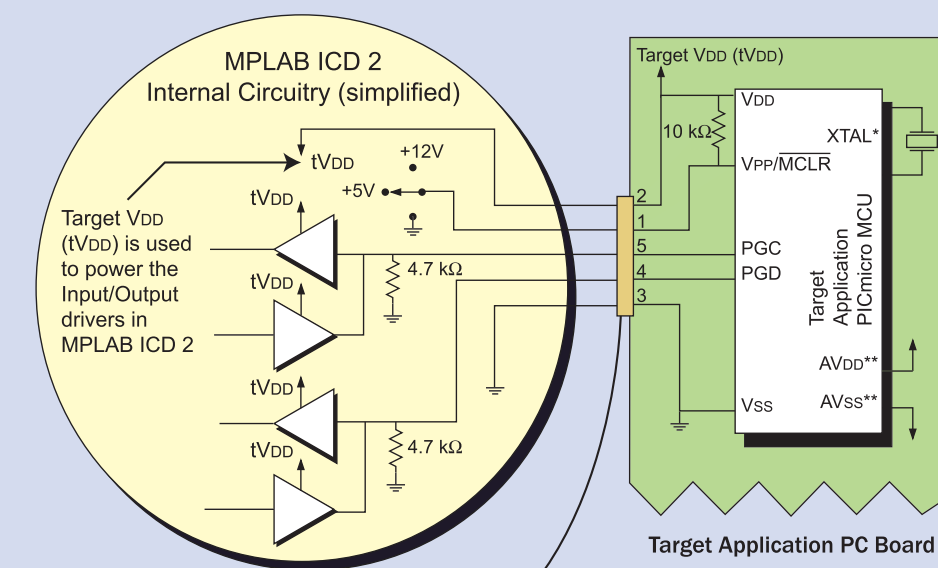 MPLAB ICD 2
Internal Circuitry (simplified)
tVDD
+12V
+5V
Target VDD
(tVDD) is used
to power the
Input/Output
drivers in
MPLAB ICD 2
tVDD
4.7 kΩ
tVDD
tVDD
4.7 kΩ
tVDD
Target VDD (tVDD)
10 kΩ
2
1
5
4
3
VDD
XTAL*
VPP/MCLR
PGC
PGD
Target
Application
PICmicro MCU
AVDD**
AVSS**
VSS
Target Application PC Board